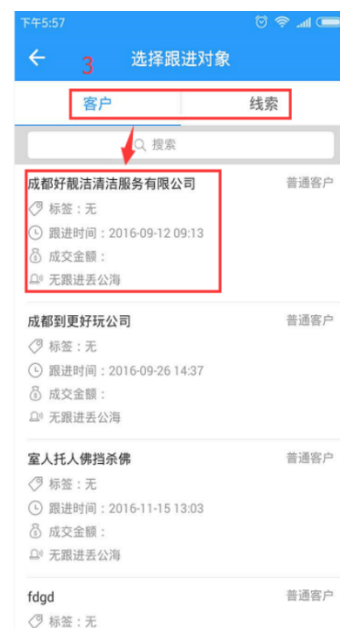 下午5:57
3
选择跟进对象
客户 线索
搜索
成都好靓洁清洁服务有限公司 普通客户
标签：无
跟进时间：2016-09-12 09:13
成交金额：
无跟进丢公海
成都到更好玩公司 普通客户
标签：无
跟进时间：2016-09-26 14:37
成交金额：
无跟进丢公海
室人托人佛挡杀佛 普通客户
标签：无
跟进时间：2016-11-15 13:03
成交金额：
无跟进丢公海
fdgd 普通客户
标签：无